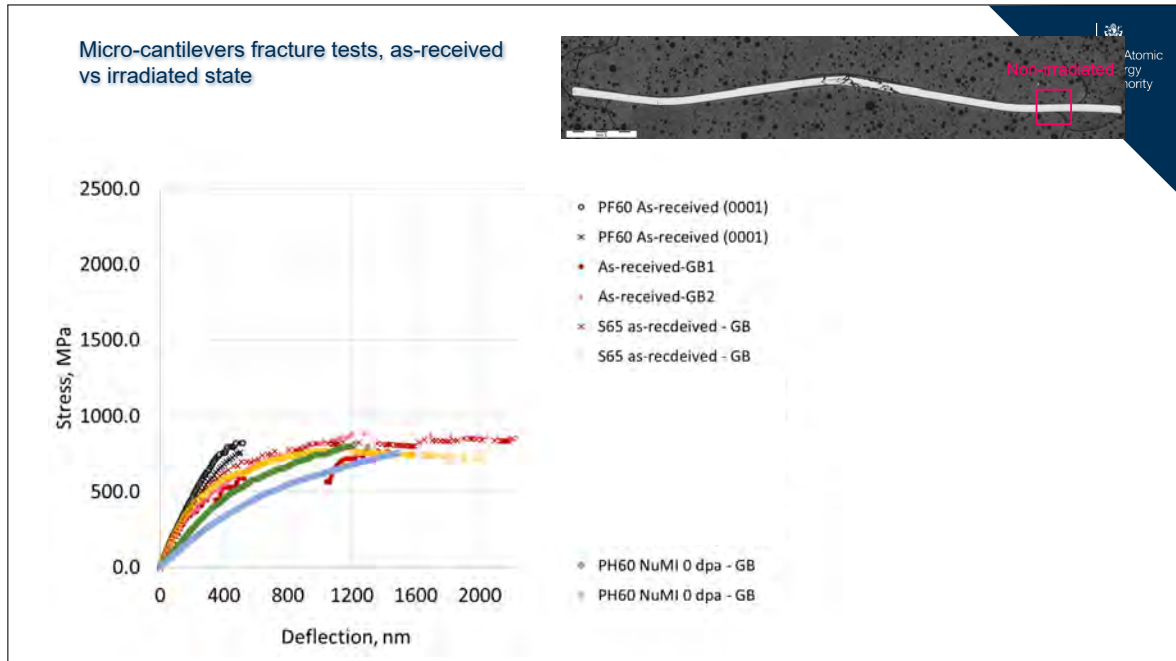 Micro-cantilevers fracture tests, as-received
vs irradiated state
Non-irradiated
Atomic
rgy
hority
2500.0
2000.0
1500.0
1000.0
500.0
0.0
Stress, MPa
0
400
800
1200
1600
2000
Deflection, nm
PF60 As-received (0001)
PF60 As-received (0001)
As-received-GB1
As-received-GB2
S65 as-recdeived - GB
S65 as-recdeived - GB
PH60 NuMI 0 dpa - GB
PH60 NuMI 0 dpa - GB